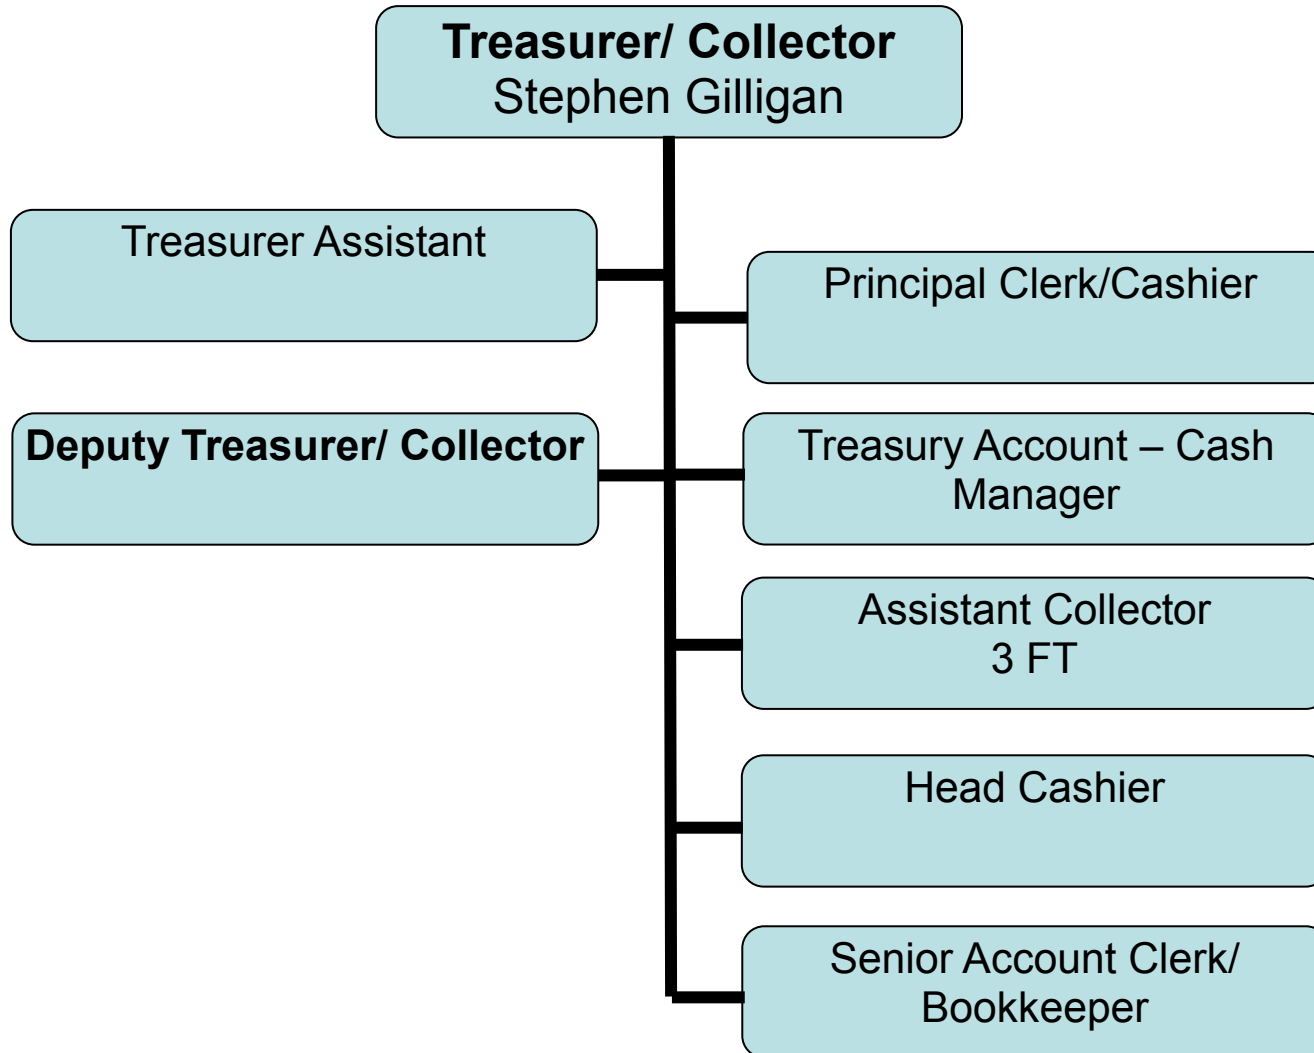 Treasurer/ Collector
Stephen Gilligan
Treasurer Assistant
Principal Clerk/Cashier
Deputy Treasurer/ Collector
Treasury Account – Cash
Manager
Assistant Collector
3 FT
Head Cashier
Senior Account Clerk/
Bookkeeper